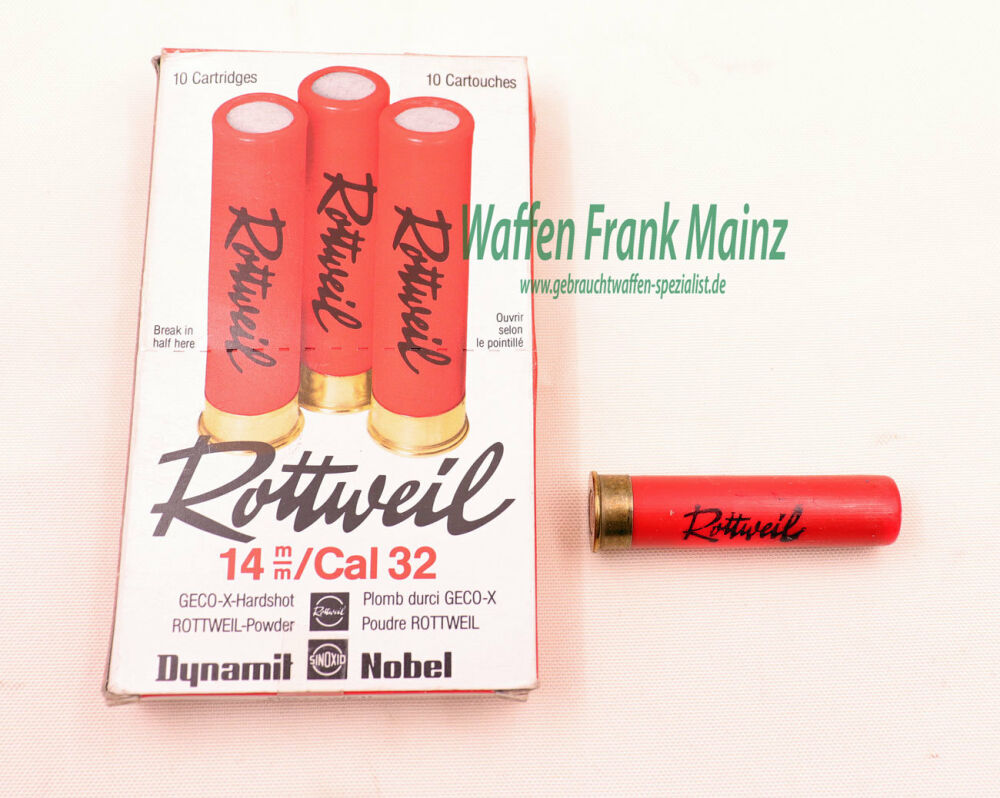 10 Cartridges
10 Cartouches
Rottweil
Rottweil
Rottweil
Waffen Frank Mainz
www.gebrauchtwaffen-spezialist.de
Break in
half here
Ouvrir
selon
le pointillé
Rottweil
14 m/m/Cal 32
GECO-X-Hardshot
ROTTWEIL-Powder
Rottweil
Plomb durci GECO-X
Poudre ROTTWEIL
Dynamit SINOXID Nobel
Rottweil